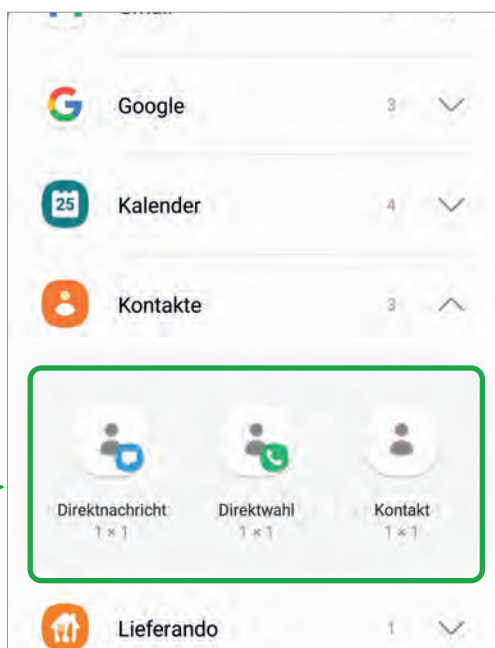 Google 3
25 Kalender 4
Kontakte 3
Direktnachricht Direktwahl Kontakt
1 × 1 1 × 1 1 × 1
Lieferando 1